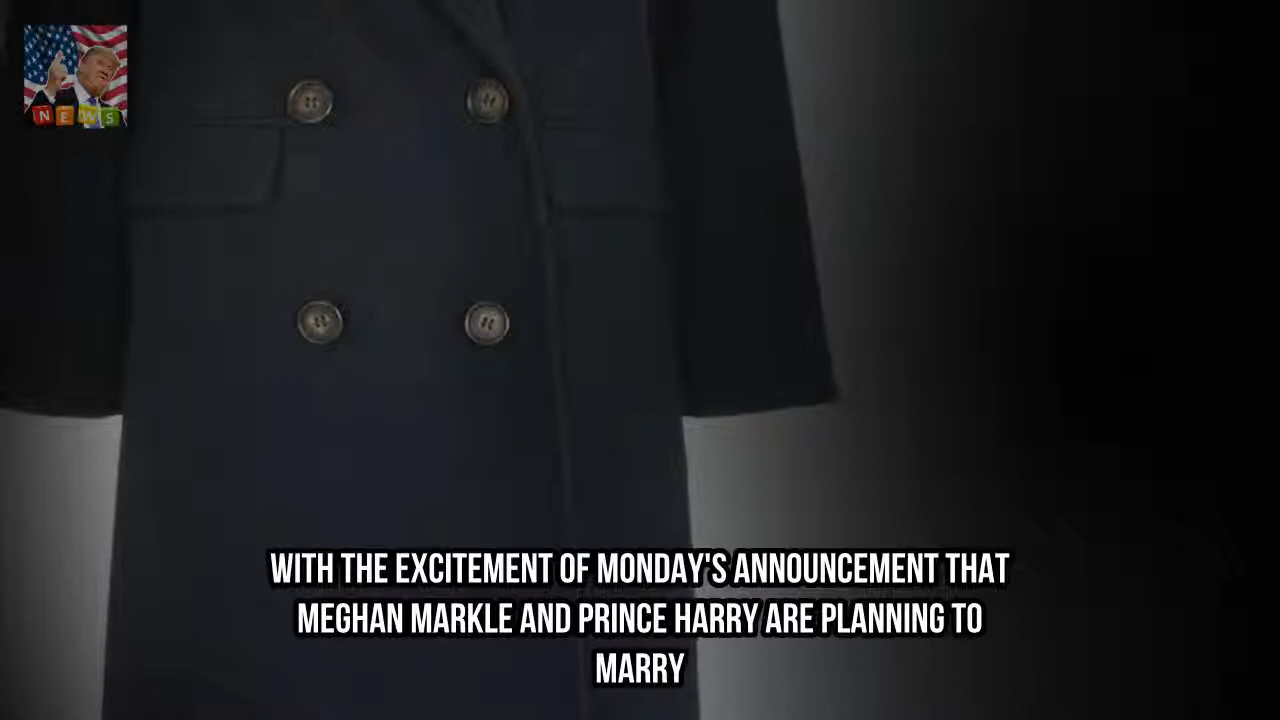 NEWS
WITH THE EXCITEMENT OF MONDAY'S ANNOUNCEMENT THAT
MEGHAN MARKLE AND PRINCE HARRY ARE PLANNING TO
MARRY